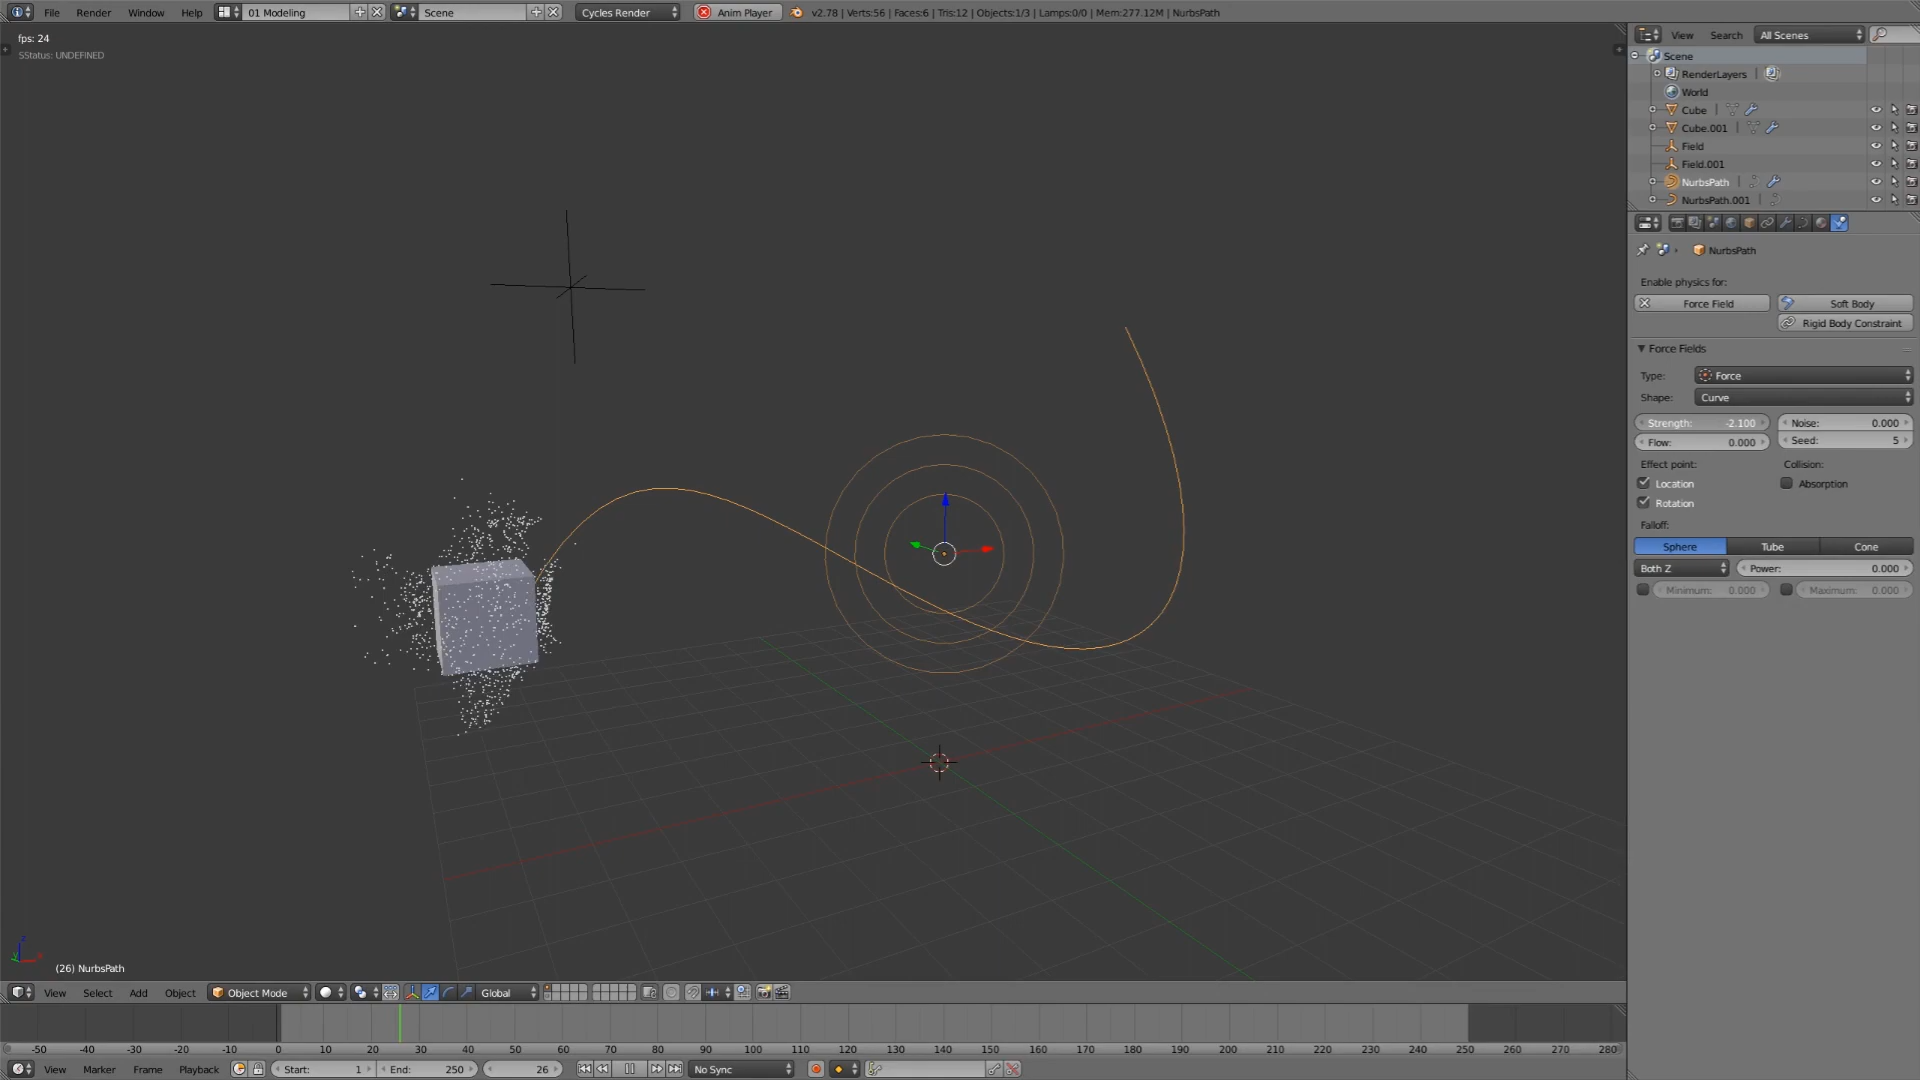 File Render Window Help 01 Modeling Scene Cycles Render Anim Player v2.78 | Verts:56 | Faces:6 | Tris:12 | Objects:1/3 | Lamps:0/0 | Mem:277.12M | NurbsPath
fps: 24
SStatus: UNDEFINED
(26) NurbsPath
View Select Add Object Object Mode Global
-50 -40 -30 -20 -10 0 10 20 30 40 50 60 70 80 90 100 110 120 130 140 150 160 170 180 190 200 210 220 230 240 250 260 270 280
View Marker Frame Playback Start: 1 End: 250 26 No Sync
View Search All Scenes
Scene
RenderLayers |
World
Cube |
Cube.001 |
Field
Field.001
NurbsPath |
NurbsPath.001 |
NurbsPath
Enable physics for:
Force Field Soft Body
Rigid Body Constraint
Force Fields
Type: Force
Shape: Curve
Strength: -2.100 Noise: 0.000
Flow: 0.000 Seed: 5
Effect point: Collision:
Location Absorption
Rotation
Falloff:
Sphere Tube Cone
Both Z Power: 0.000
Minimum: 0.000 Maximum: 0.000